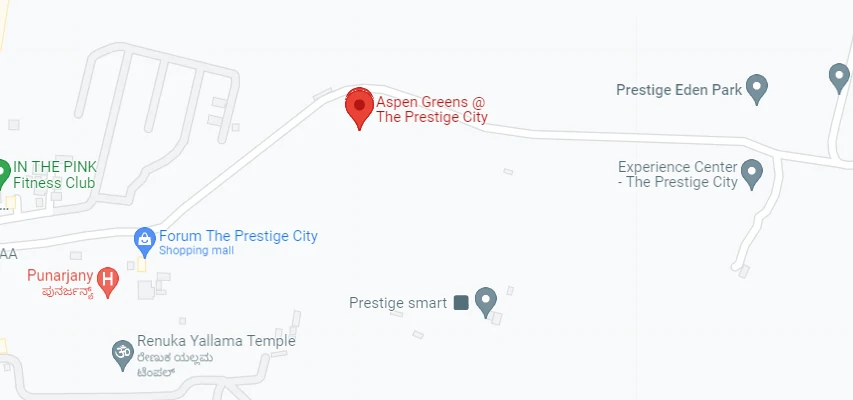 Prestige Eden Park
Aspen Greens @
The Prestige City
IN THE PINK
Fitness Club
Experience Center
- The Prestige City
...
Forum The Prestige City
Shopping mall
AA
Punarjany
ಪುನರ್ಜನ್ಶ್
H
Prestige smart
Renuka Yallama Temple
ರೇಣುಕ ಯಲ್ಲಮ
ಟೆಂಪಲ್
ॐ